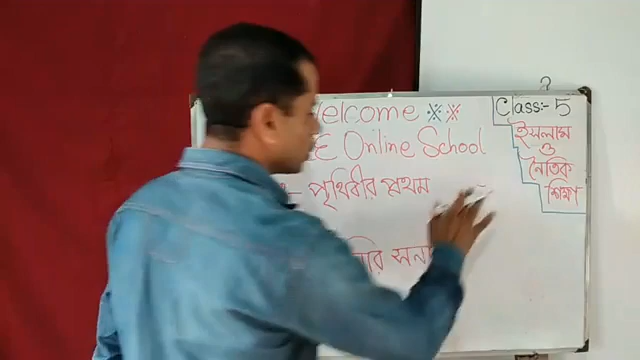 Welcome ※※
Online School
Class:- 5
ইসলাম
ও
নৈতিক
শিক্ষা
পৃথিবীর প্রথম